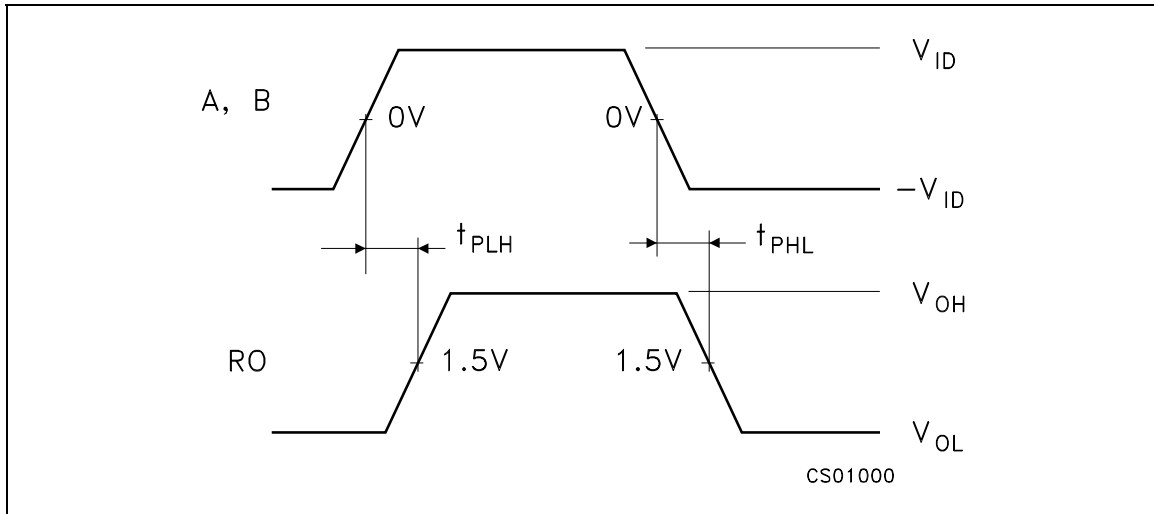 V_ID
A, B
0V 0V
-V_ID
t_PLH t_PHL
V_OH
RO 1.5V 1.5V
V_OL
CS01000